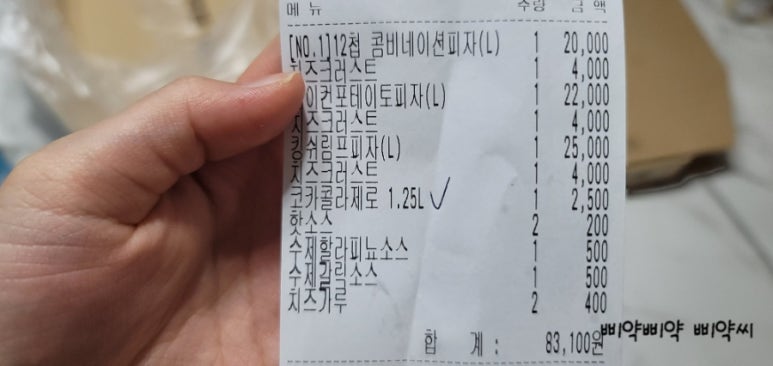 메 뉴 수량 금 액
[NO.1]12첩 콤비네이션피자(L) 1 20,000
치즈크러스트 1 4,000
이컨포테이토피자(L) 1 22,000
치즈크러스트 1 4,000
킹쉬림프피자(L) 1 25,000
치즈크러스트 1 4,000
코카콜라제로 1.25L ✓ 1 2,500
핫소스 2 200
수제할라피뇨소스 1 500
수제갈릭소스 1 500
치즈가루 2 400
합 계 : 83,100원
삐약삐약 삐약씨